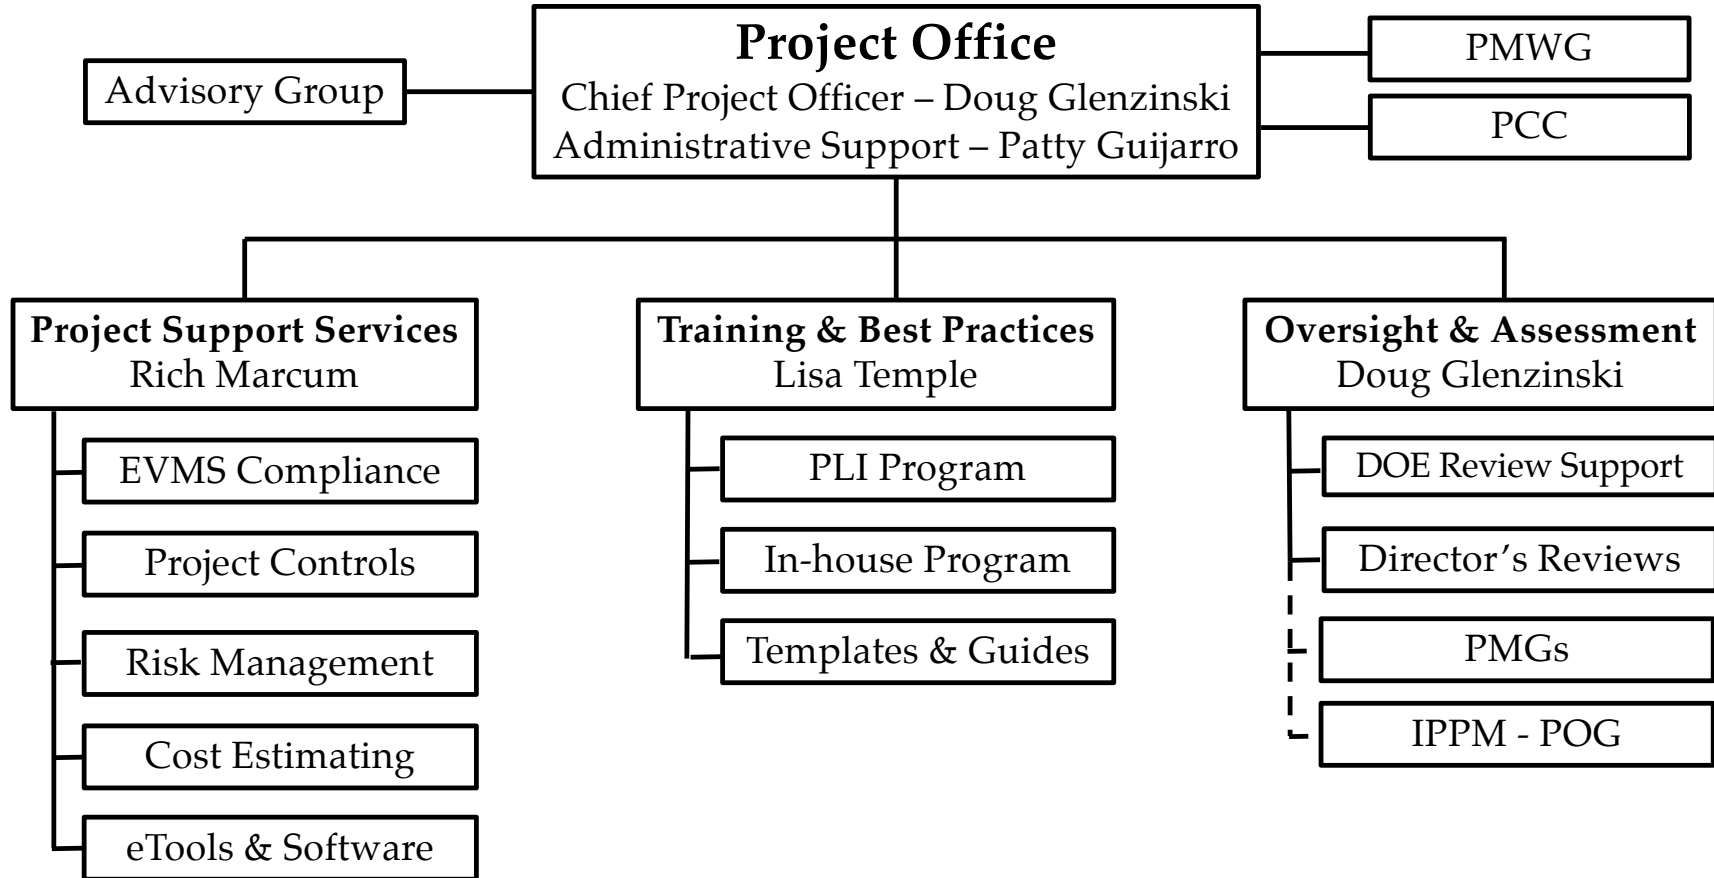 Project Office
Chief Project Officer – Doug Glenzinski
Administrative Support – Patty Guijarro
Advisory Group
PMWG
PCC
Project Support Services
Rich Marcum
EVMS Compliance
Project Controls
Risk Management
Cost Estimating
eTools & Software
Training & Best Practices
Lisa Temple
PLI Program
In-house Program
Templates & Guides
Oversight & Assessment
Doug Glenzinski
DOE Review Support
Director’s Reviews
PMGs
IPPM - POG